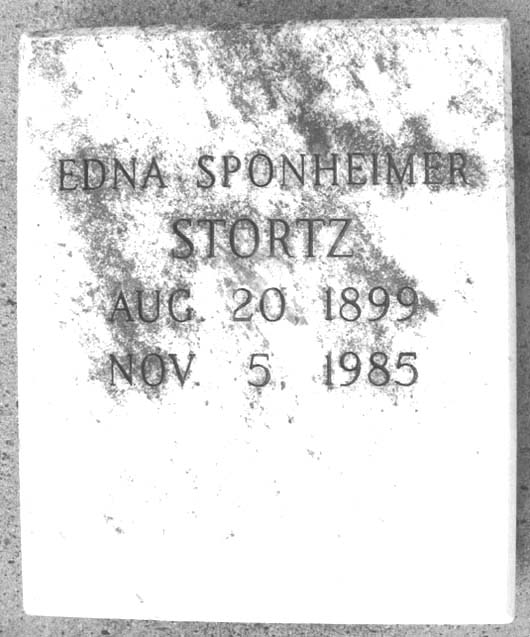 EDNA SPONHEIMER
STORTZ
AUG. 20 1899
NOV. 5, 1985